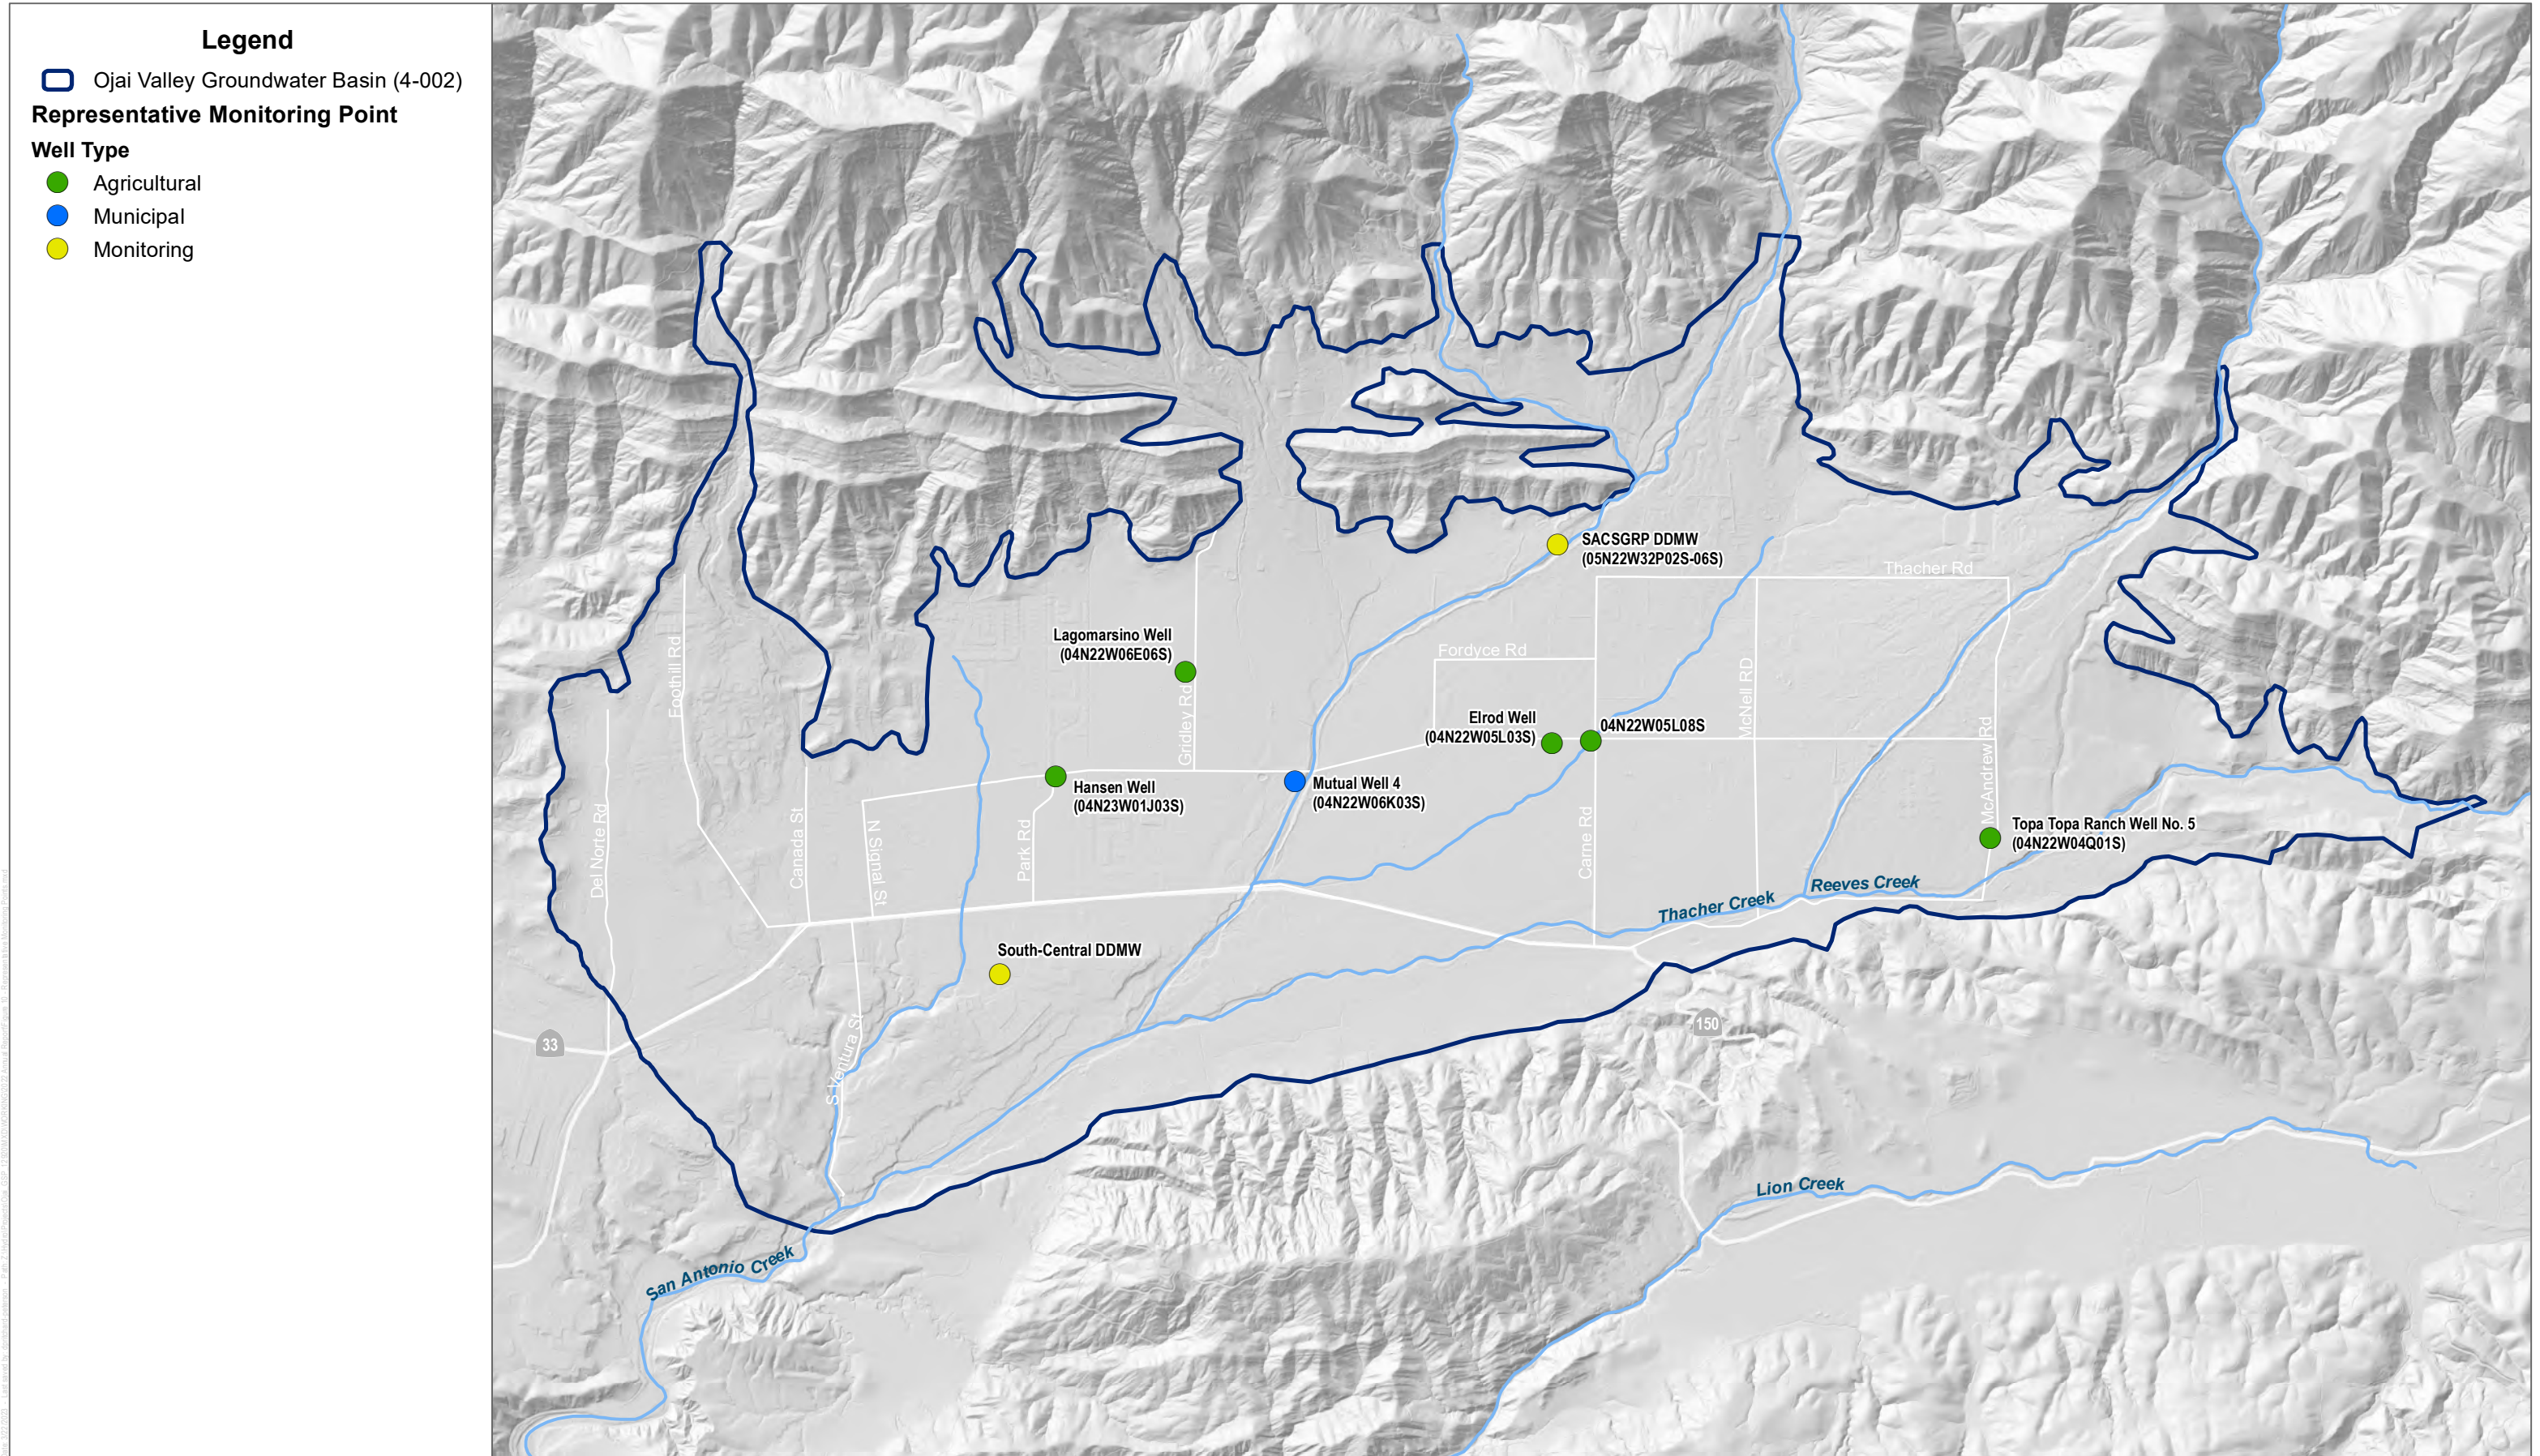 Legend
Ojai Valley Groundwater Basin (4-002)
Representative Monitoring Point
Well Type
Agricultural
Municipal
Monitoring
SACSGRP DDMW
(05N22W32P02S-06S)
Thacher Rd
Lagomarsino Well
(04N22W06E06S)
Fordyce Rd
Foothill Rd
McNell RD
Gridley Rd
Elrod Well
(04N22W05L03S)
04N22W05L08S
McAndrew Rd
Hansen Well
(04N23W01J03S)
Mutual Well 4
(04N22W06K03S)
Del Norte Rd
Canada St
N Signal St
Park Rd
Carne Rd
Topa Topa Ranch Well No. 5
(04N22W04Q01S)
Reeves Creek
Thacher Creek
South-Central DDMW
33
150
S Ventura St
Lion Creek
San Antonio Creek